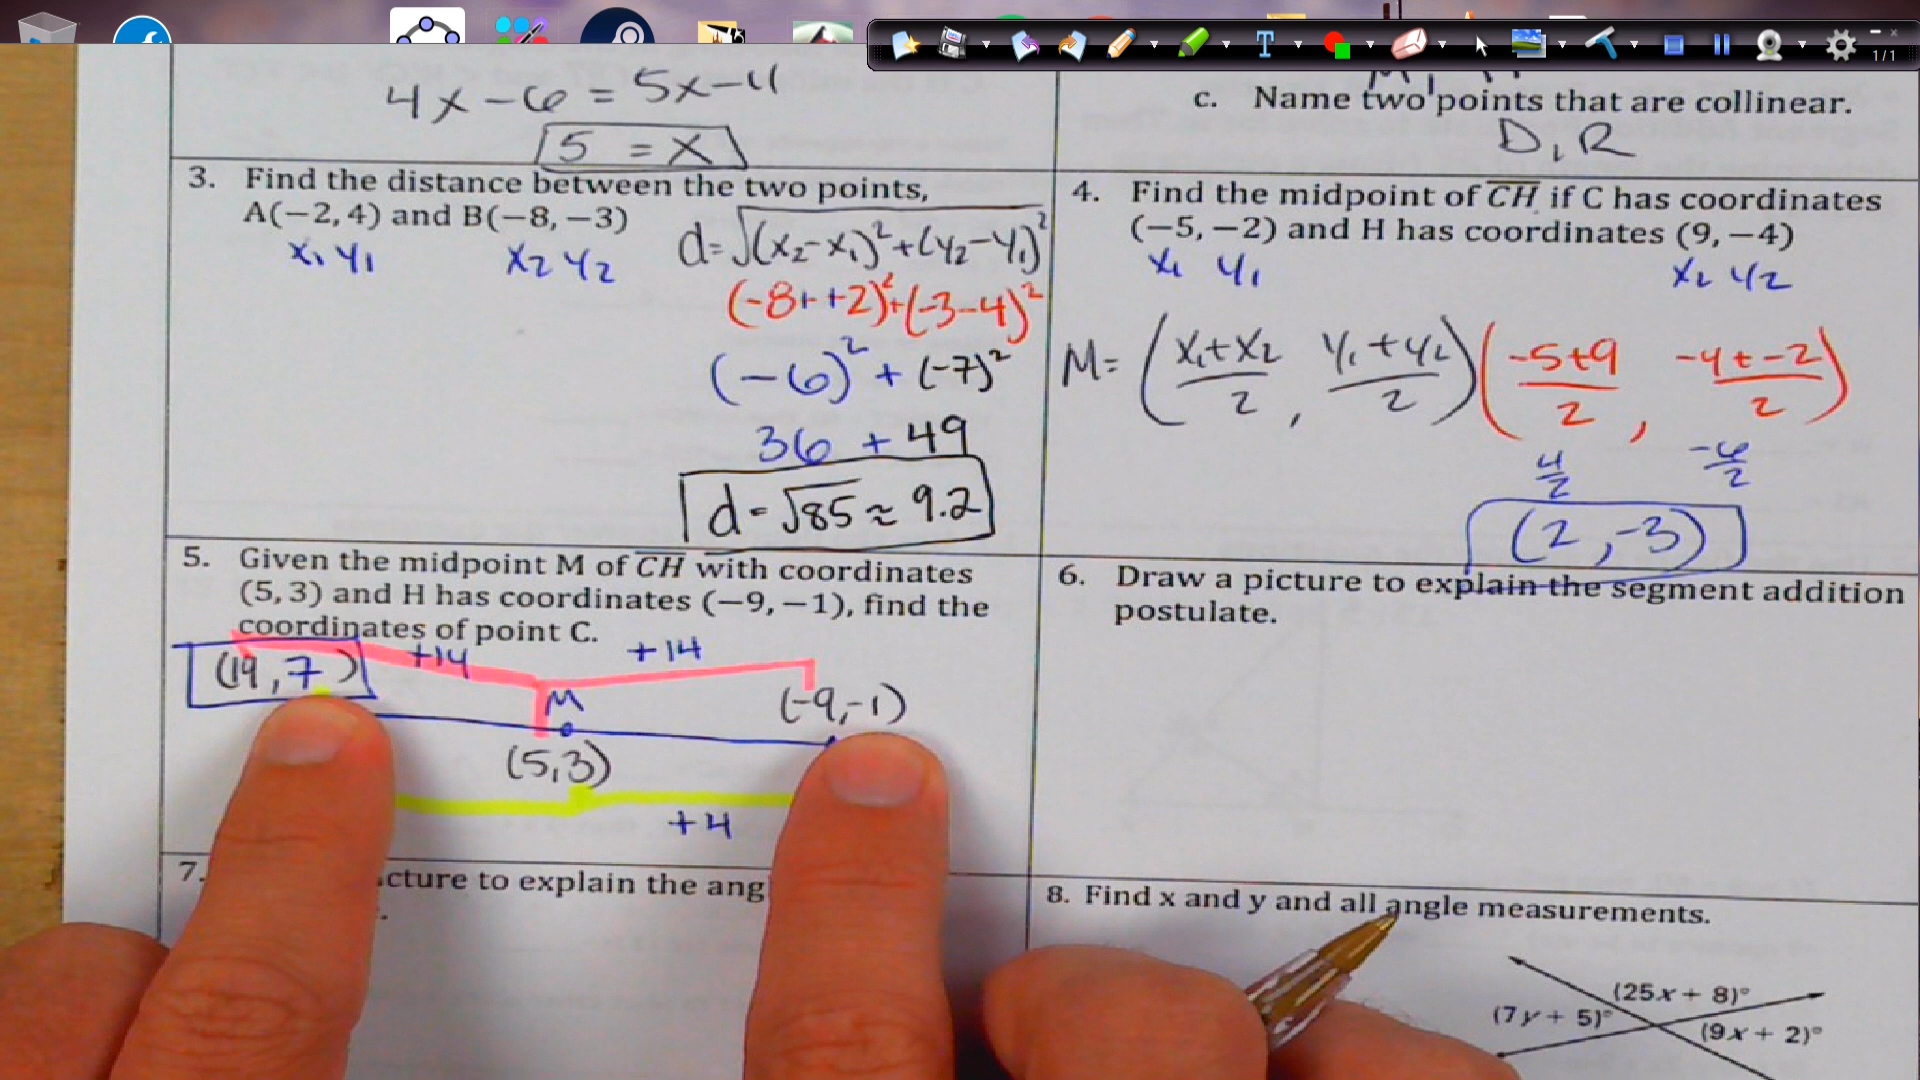 1/1
4x - 6 = 5x - 4
5 = x
c. Name two points that are collinear.
D, R
3. Find the distance between the two points,
A(−2, 4) and B(−8, −3)
x₁ y₁ x₂ y₂
d = √(x₂-x₁)² + (y₂-y₁)²
(-8+ +2)² + (-3-4)²
(-6)² + (-7)²
36 + 49
d = √85 ≈ 9.2
4. Find the midpoint of CH if C has coordinates
(−5, −2) and H has coordinates (9, −4)
x₁ y₁ x₂ y₂
M = (x₁+x₂/2, y₁+y₂/2) (-5+9/2, -4+-2/2)
4/2 -6/2
(2, -3)
5. Given the midpoint M of CH with coordinates
(5, 3) and H has coordinates (−9, −1), find the
coordinates of point C.
+14 +14
(19, 7) M (-9, -1)
(5, 3)
+4
6. Draw a picture to explain the segment addition
postulate.
7. cture to explain the ang
8. Find x and y and all angle measurements.
(25x + 8)°
(7y + 5)°
(9x + 2)°